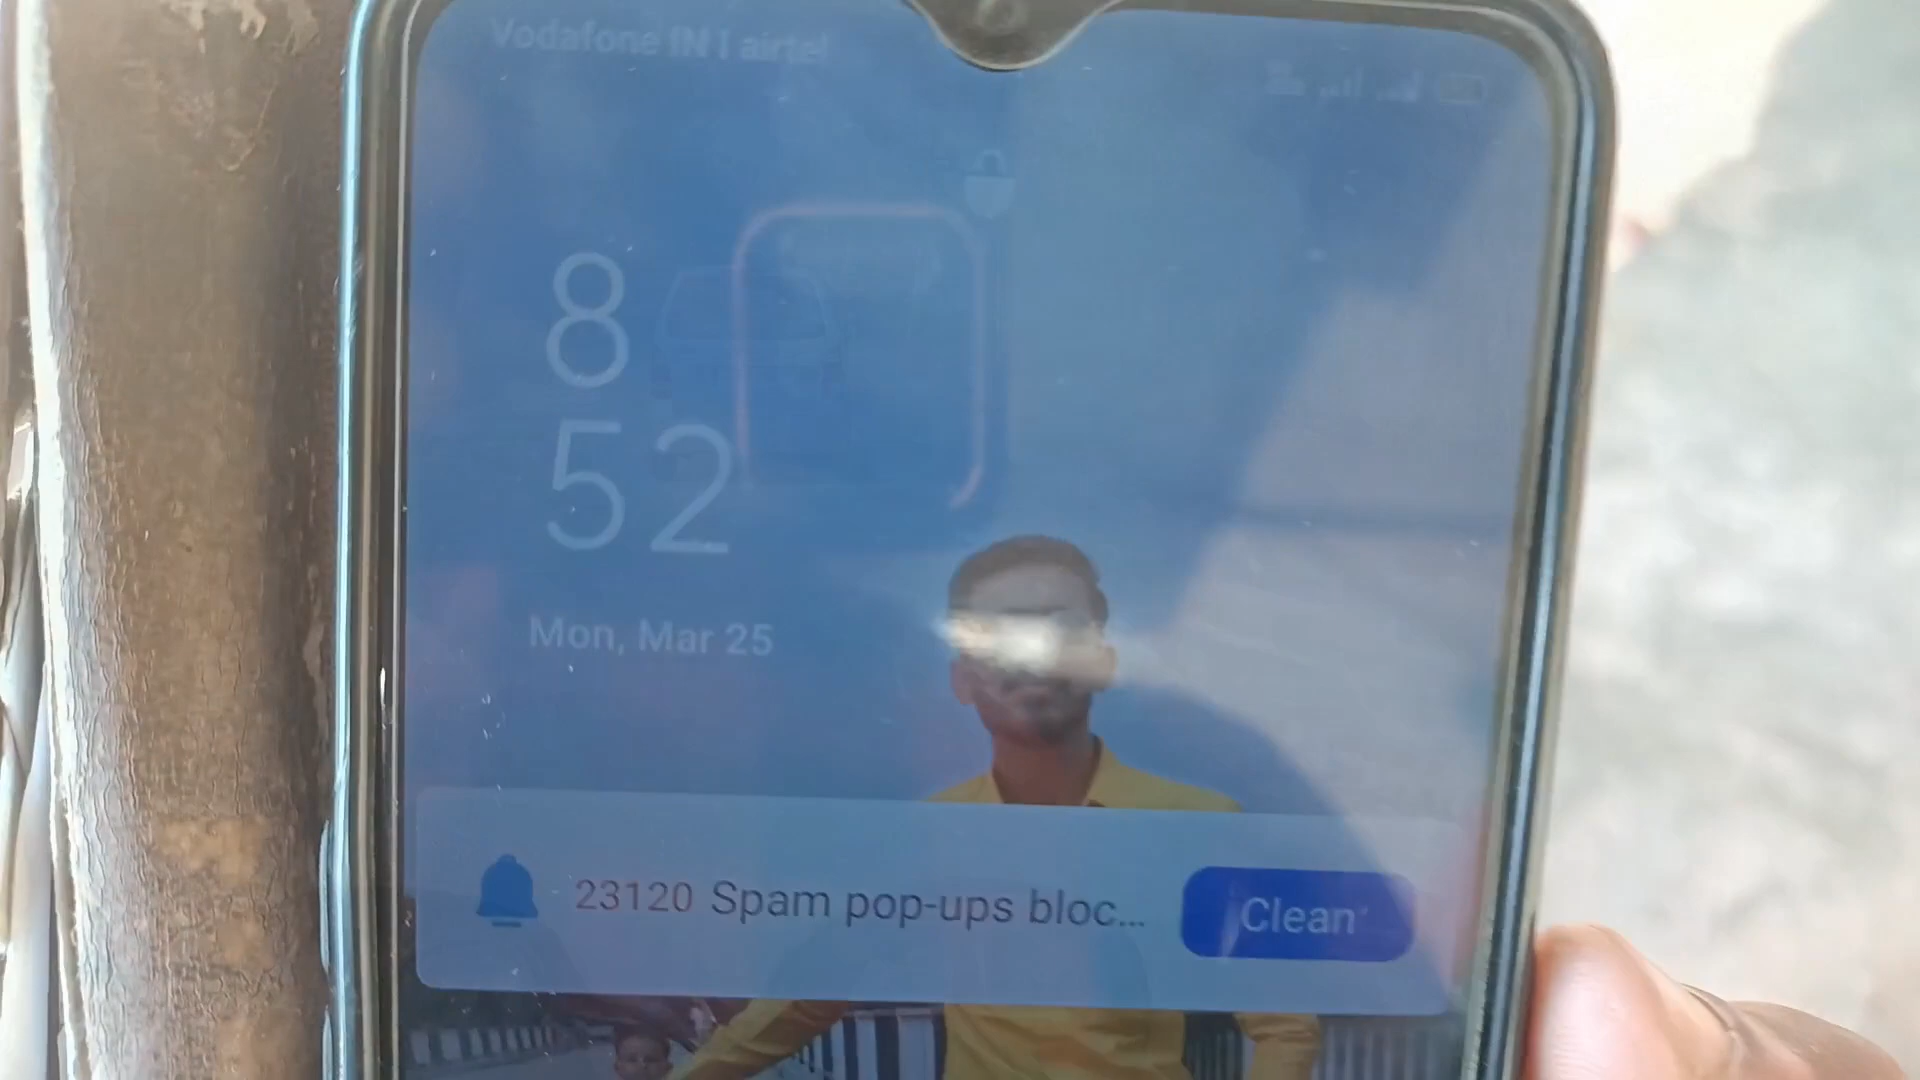 Vodafone IN | airtel
8
52
Mon, Mar 25
23120 Spam pop-ups bloc...
Clean